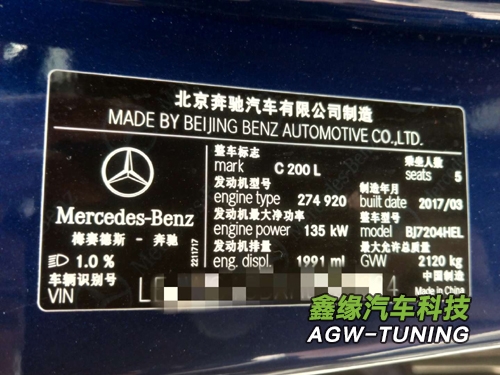 北京奔驰汽车有限公司制造
MADE BY BEIJING BENZ AUTOMOTIVE CO.,LTD.
整车标志 乘坐人数
mark C 200 L seats 5
发动机型号 制造年月
engine type 274 920 built date 2017/03
发动机最大净功率 整车型号
engine power 135 kW model BJ7204HEL
发动机排量 最大允许总质量
eng. displ. 1991 ml GVW 2120 kg
Mercedes-Benz
梅赛德斯 - 奔驰
1.0 %
车辆识别号 中国制造
VIN L 4 Made in China
2211717
鑫缘汽车科技
AGW-TUNING